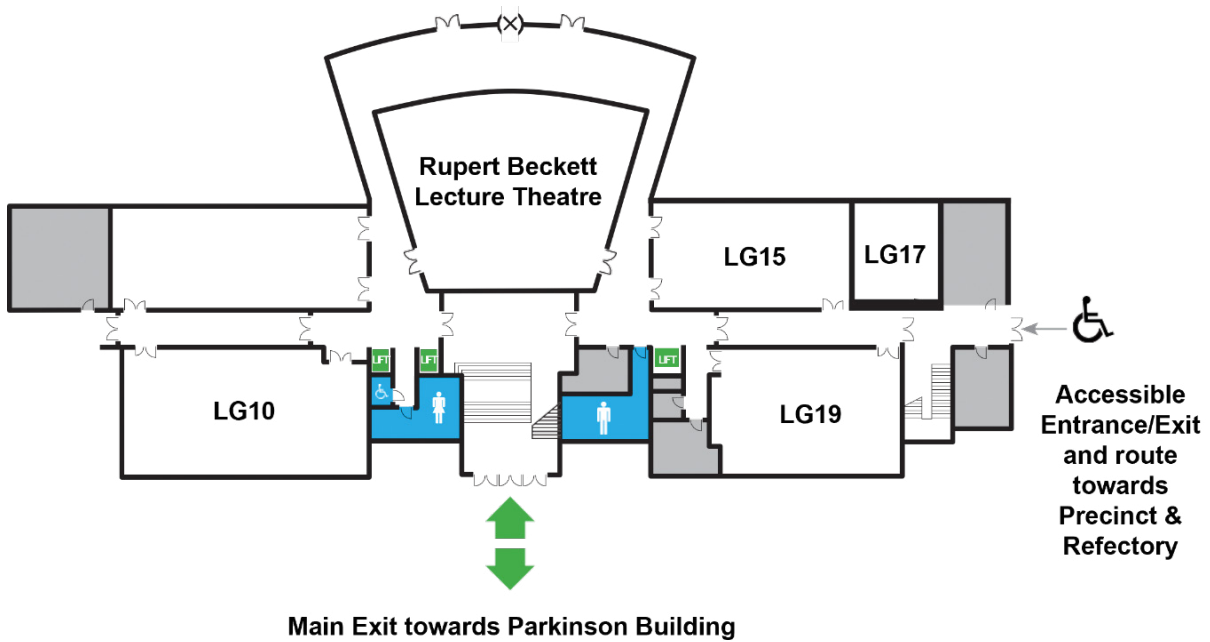 Rupert Beckett
Lecture Theatre
LG15
LG17
LIFT
LIFT
LIFT
LG10
LG19
Accessible
Entrance/Exit
and route
towards
Precinct &
Refectory
Main Exit towards Parkinson Building